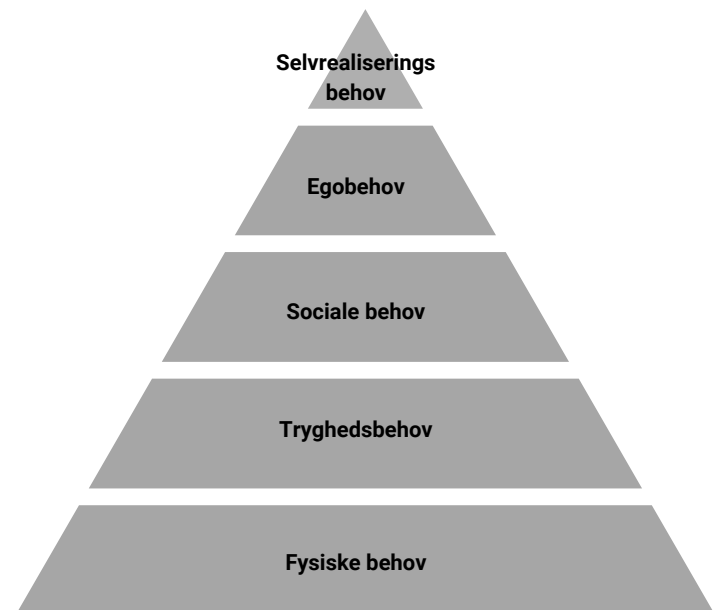 Selvrealiserings
behov
Egobehov
Sociale behov
Tryghedsbehov
Fysiske behov